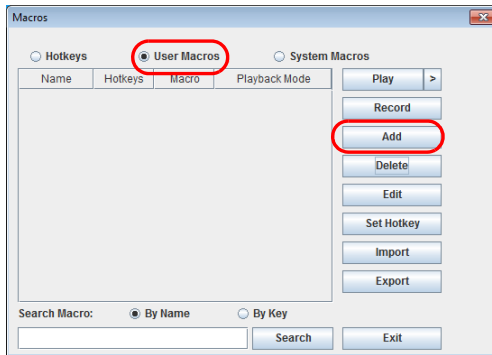 Macros
Hotkeys User Macros System Macros
Name Hotkeys Macro Playback Mode Play >
Record
Add
Delete
Edit
Set Hotkey
Import
Export
Search Macro: By Name By Key
Search Exit